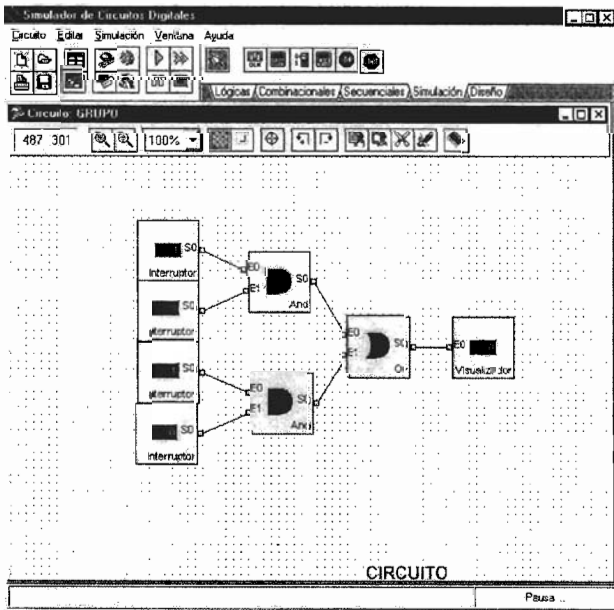 Simulador de Circuitos Digitales
Circuito Editar Simulación Ventana Ayuda
Lógicas Combinacionales Secuenciales Simulación Diseño
Circuito: GRUPO
487 301 100%
S0
Interruptor
E0
E1
S0
And
S0
nterruptor
E0
E1
S0
Or
E0
Visualizador
S0
nterruptor
E0
E1
S0
And
S0
Interruptor
CIRCUITO
Pausa ..